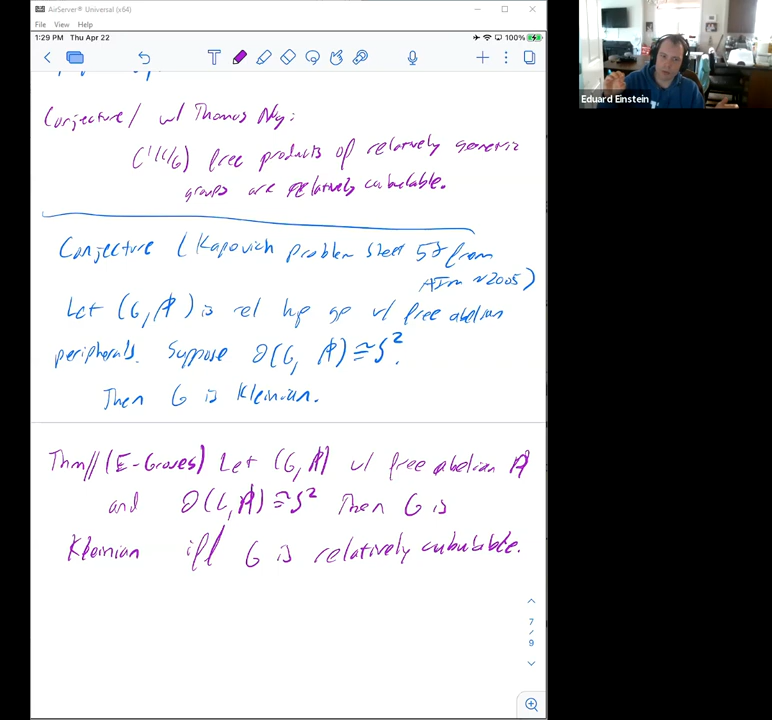 AirServer® Universal (x64)
File Edit View
1:29 PM Thu Apr 22
100%
Eduard Einstein
Conjecture/ w/ Thomas Ng:
C'(1/6) free products of relatively geometric
groups are relatively cubulable.
Conjecture (Kapovich problem sheet 57 from
AIM ~2005)
Let (G, P) is rel hyp gp w/ free abelian
peripherals. Suppose ∂(G, P) ≅ S².
Then G is Kleinian.
Thm// (E-Groves) Let (G, P) w/ free abelian P
and ∂(G, P) ≅ S² Then G is
Kleinian iff G is relatively cubulable.
7
/
9